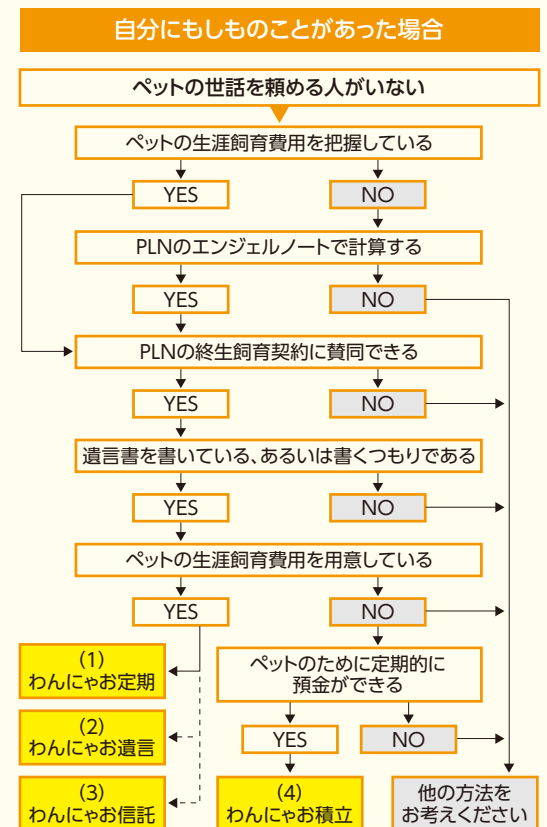 自分にもしものことがあった場合
ペットの世話を頼める人がいない
ペットの生涯飼育費用を把握している
YES
NO
PLNのエンジェルノートで計算する
YES
NO
PLNの終生飼育契約に賛同できる
YES
NO
遺言書を書いている、あるいは書くつもりである
YES
NO
ペットの生涯飼育費用を用意している
YES
NO
(1)
わんにゃお定期
ペットのために定期的に
預金ができる
(2)
わんにゃお遺言
YES
NO
(3)
わんにゃお信託
(4)
わんにゃお積立
他の方法を
お考えください